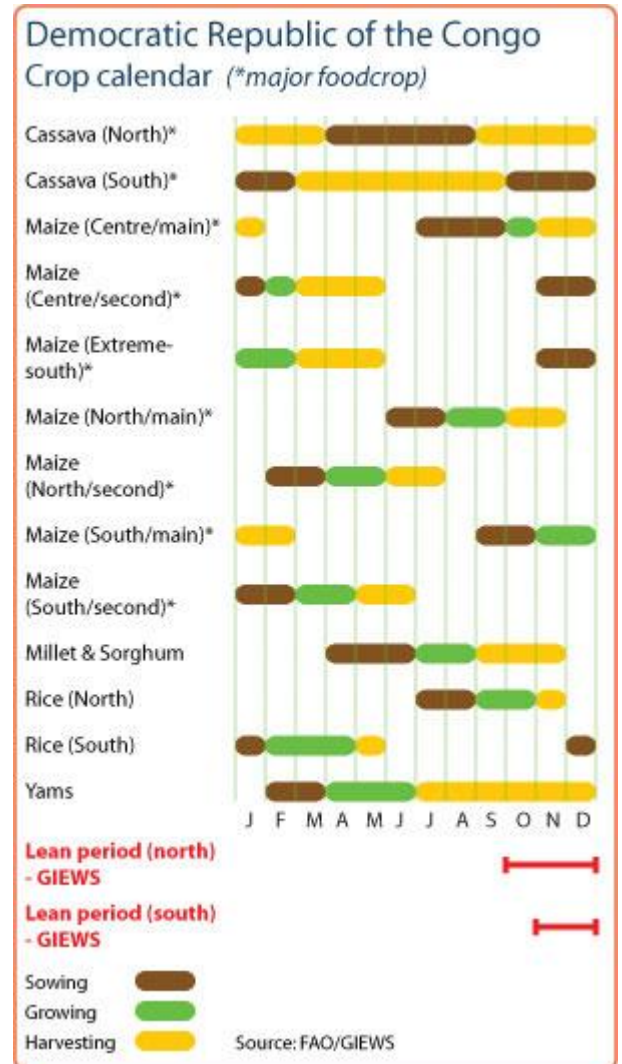 Democratic Republic of the Congo
Crop calendar (*major foodcrop)
Cassava (North)*
Cassava (South)*
Maize (Centre/main)*
Maize
(Centre/second)*
Maize (Extreme-
south)*
Maize (North/main)*
Maize
(North/second)*
Maize (South/main)*
Maize
(South/second)*
Millet & Sorghum
Rice (North)
Rice (South)
Yams
J F M A M J J A S O N D
Lean period (north)
- GIEWS
Lean period (south)
- GIEWS
Sowing
Growing
Harvesting Source: FAO/GIEWS